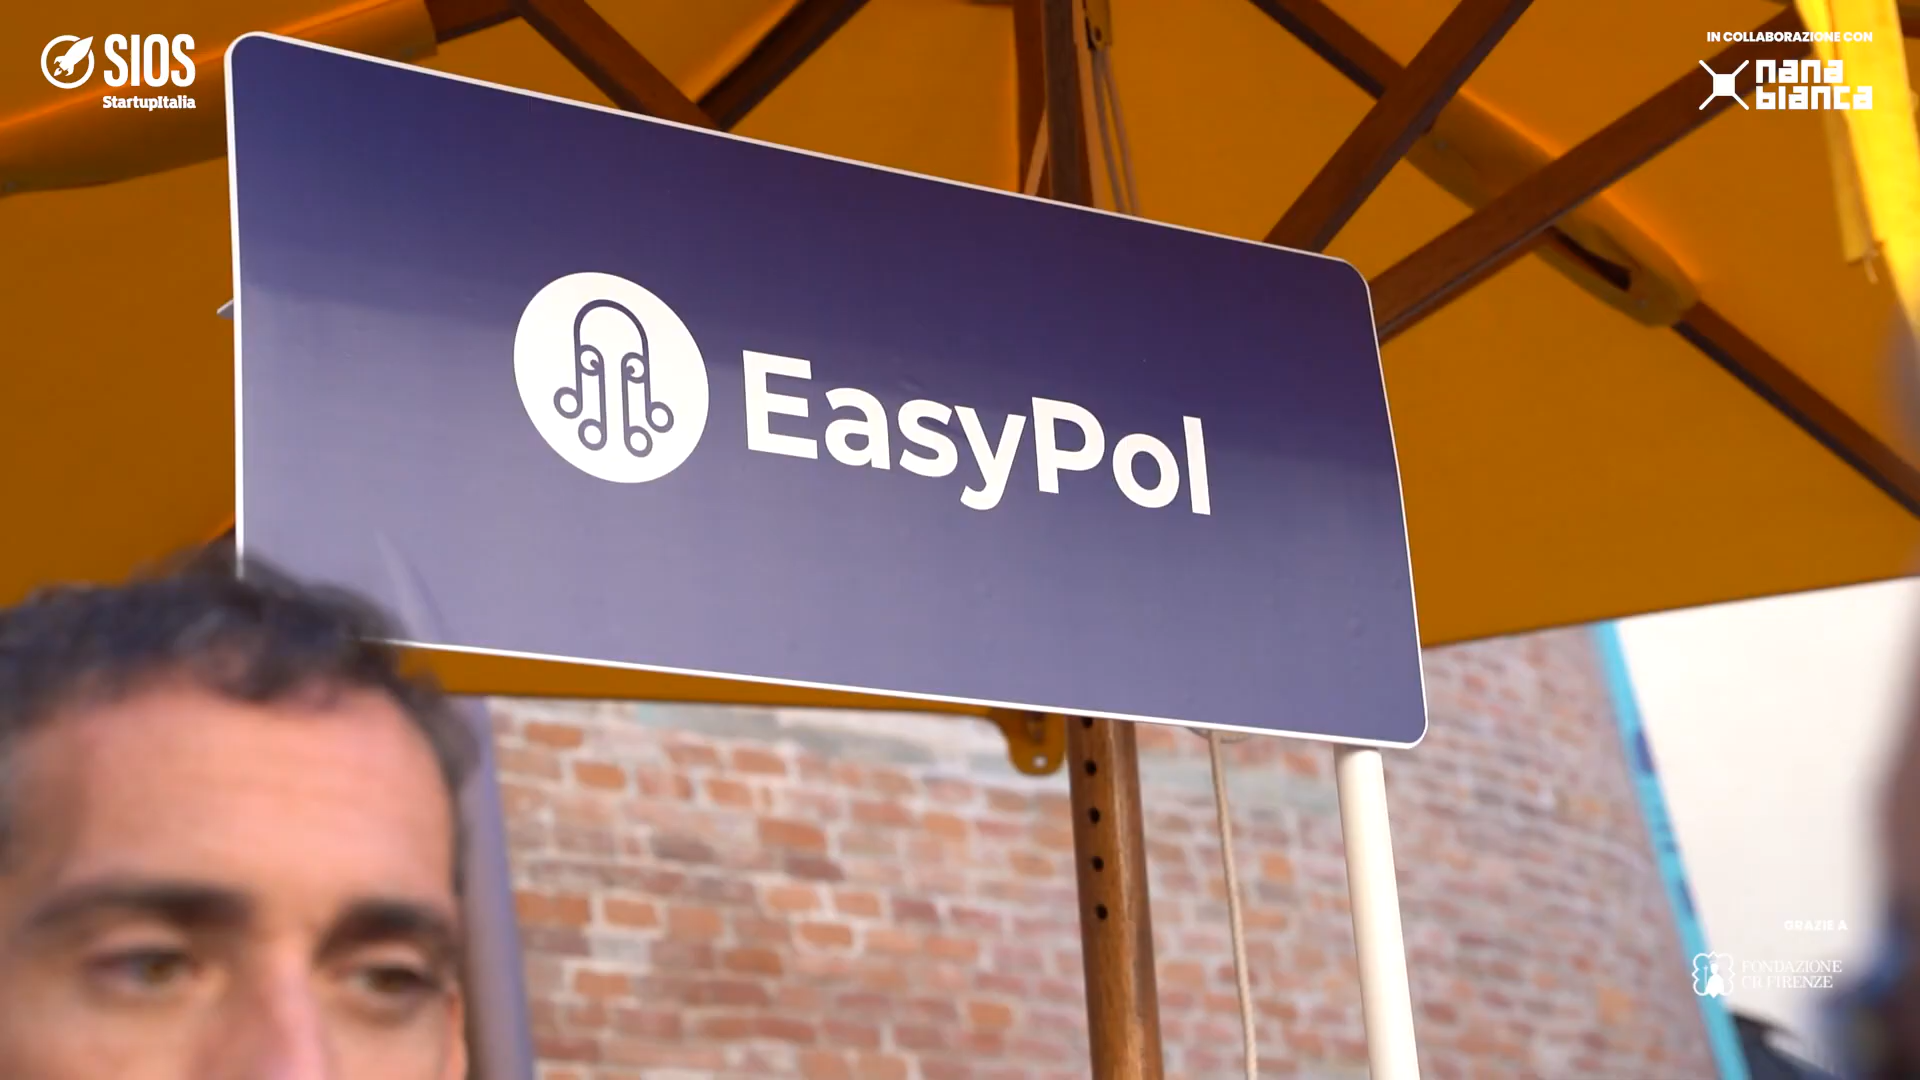 SIOS
StartupItalia
IN COLLABORAZIONE CON
nana
bianca
EasyPol
GRAZIE A
FONDAZIONE
CR FIRENZE